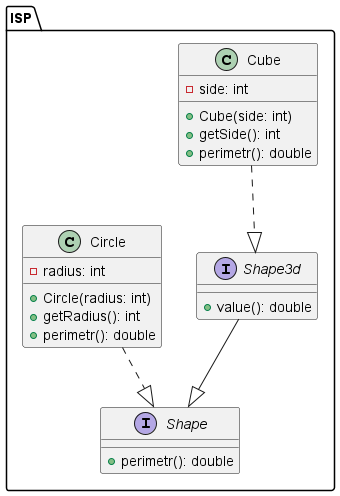 ISP
C Cube
side: int
Cube(side: int)
getSide(): int
perimetr(): double
C Circle
radius: int
Circle(radius: int)
getRadius(): int
perimetr(): double
I Shape3d
value(): double
I Shape
perimetr(): double